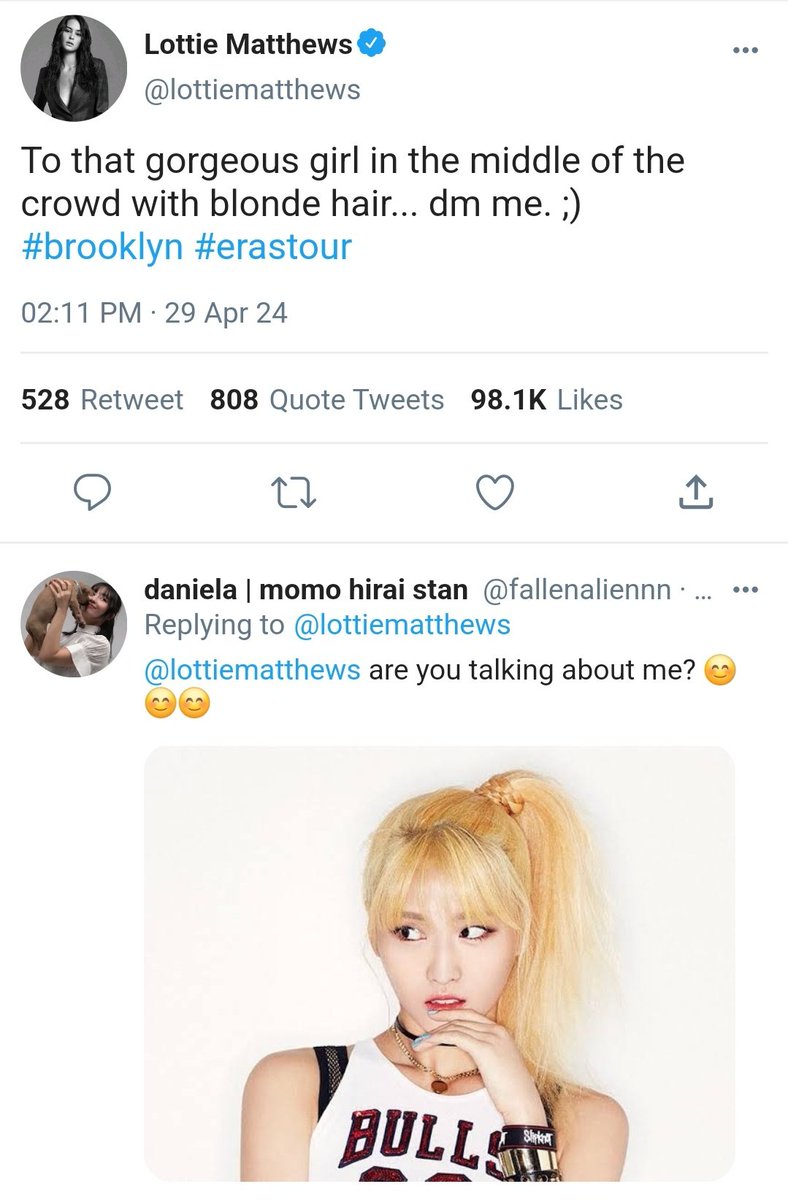 Lottie Matthews
@lottiematthews
To that gorgeous girl in the middle of the
crowd with blonde hair... dm me. ;)
#brooklyn #erastour
02:11 PM · 29 Apr 24
528 Retweet 808 Quote Tweets 98.1K Likes
daniela | momo hirai stan @fallenaliennn · ...
Replying to @lottiematthews
@lottiematthews are you talking about me? 😊
😊😊
BULLS
SlipKnoT